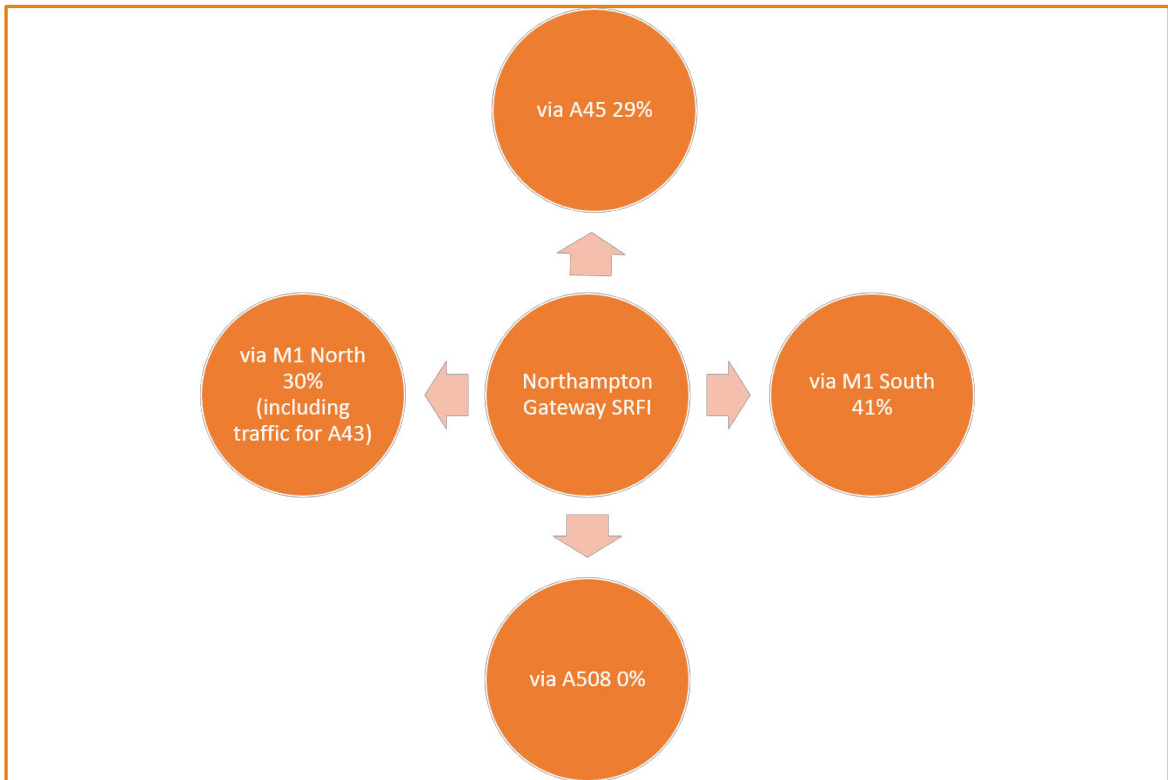 via A45 29%
via M1 North
30%
(including
traffic for A43)
Northampton
Gateway SRFI
via M1 South
41%
via A508 0%